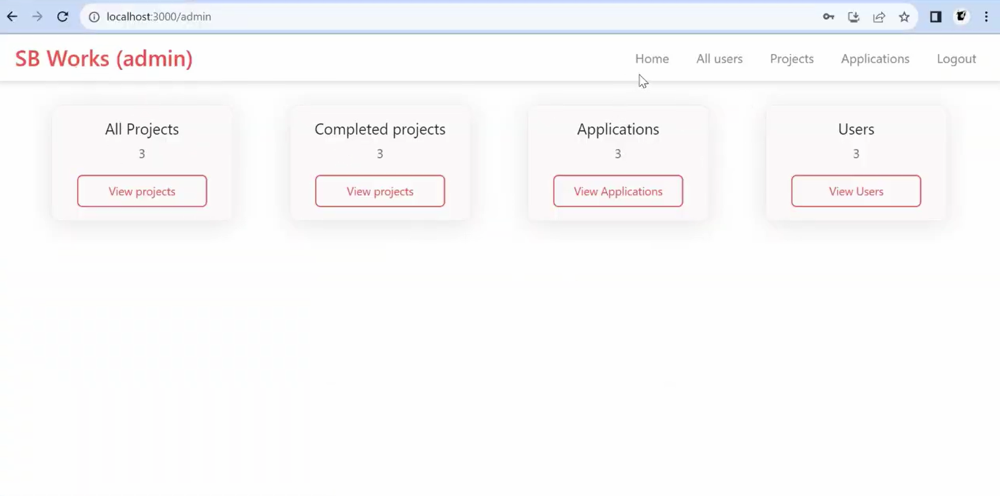 localhost:3000/admin
SB Works (admin)
Home All users Projects Applications Logout
All Projects
3
View projects
Completed projects
3
View projects
Applications
3
View Applications
Users
3
View Users